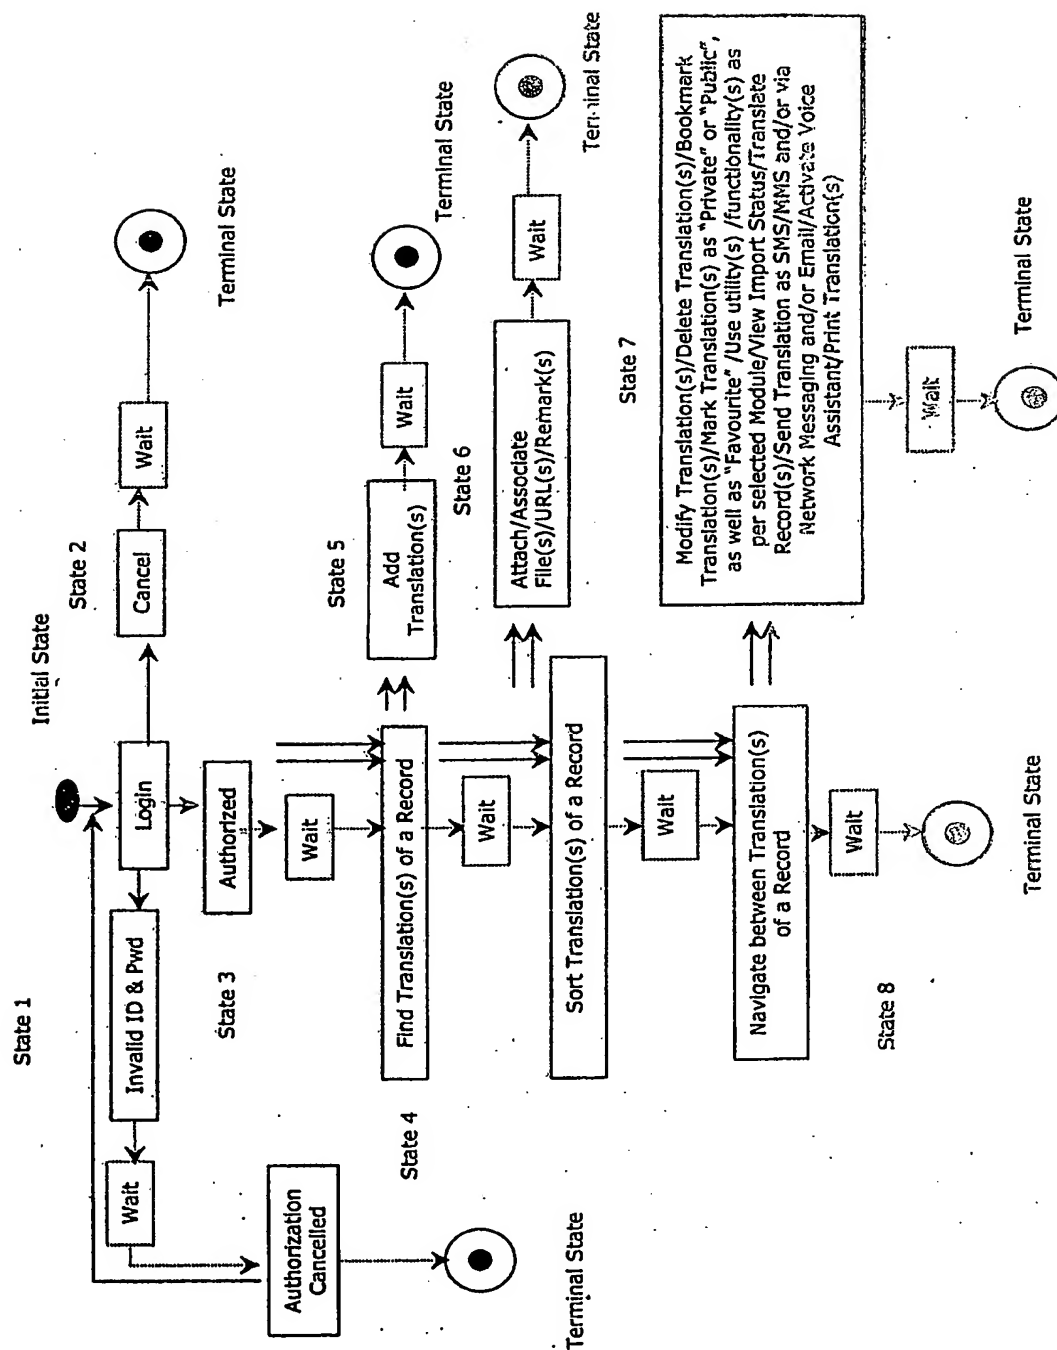 Initial State
State 1
State 2
Login
Cancel
Wait
Terminal State
Invalid ID & Pwd
Wait
Authorization
Cancelled
Terminal State
State 3
Authorized
Wait
State 4
Find Translation(s) of a Record
State 5
Add
Translation(s)
Wait
Terminal State
Wait
Sort Translation(s) of a Record
State 6
Attach/Associate
File(s)/URL(s)/Remark(s)
Wait
Terminal State
Wait
Navigate between Translation(s)
of a Record
State 7
Modify Translation(s)/Delete Translation(s)/Bookmark
Translation(s)/Mark Translation(s) as "Private" or "Public",
as well as "Favourite" /Use utility(s) /functionality(s) as
per selected Module/View Import Status/Translate
Record(s)/Send Translation as SMS/MMS and/or via
Network Messaging and/or Email/Activate Voice
Assistant/Print Translation(s)
Wait
Terminal State
State 8
Wait
Terminal State